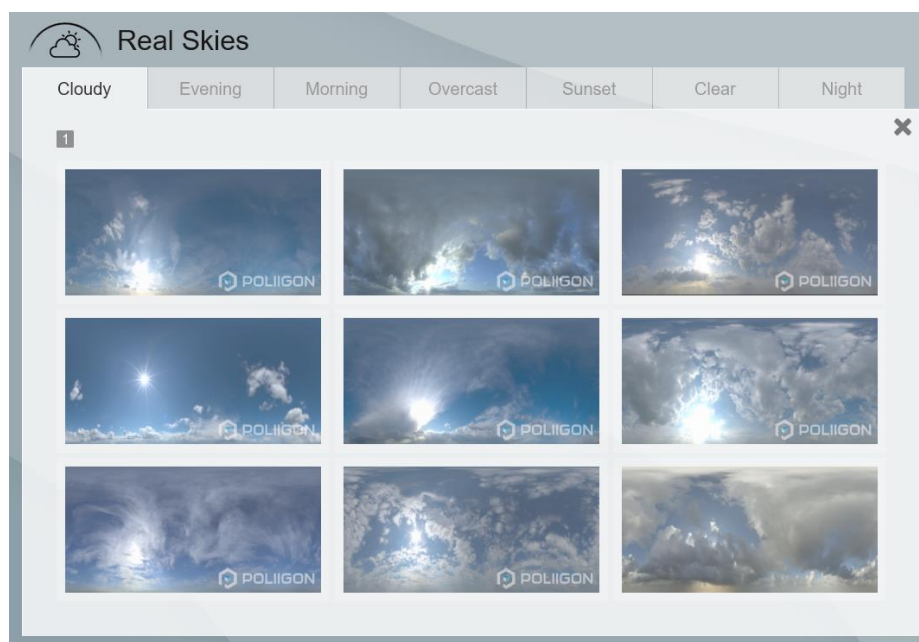 Real Skies
Cloudy Evening Morning Overcast Sunset Clear Night
1
POLIIGON POLIIGON POLIIGON
POLIIGON POLIIGON POLIIGON
POLIIGON POLIIGON